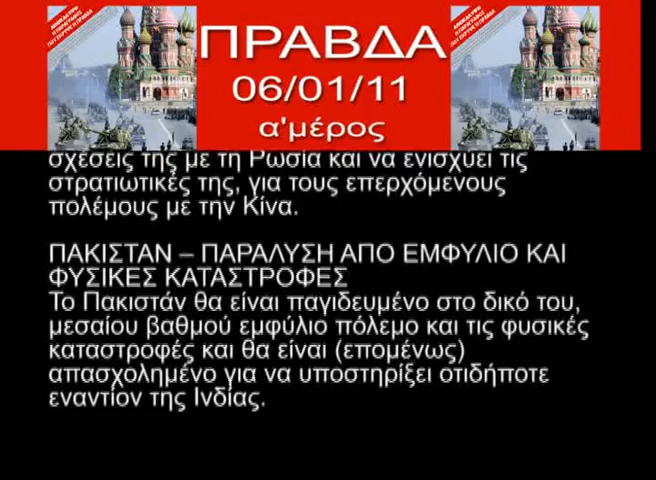 ΠΡΑΒΔΑ
06/01/11
α'μέρος
σχέσεις της με τη Ρωσία και να ενισχύει τις
στρατιωτικές της, για τους επερχόμενους
πολέμους με την Κίνα.
ΠΑΚΙΣΤΑΝ – ΠΑΡΑΛΥΣΗ ΑΠΟ ΕΜΦΥΛΙΟ ΚΑΙ
ΦΥΣΙΚΕΣ ΚΑΤΑΣΤΡΟΦΕΣ
Το Πακιστάν θα είναι παγιδευμένο στο δικό του,
μεσαίου βαθμού εμφύλιο πόλεμο και τις φυσικές
καταστροφές και θα είναι (επομένως)
απασχολημένο για να υποστηρίξει οτιδήποτε
εναντίον της Ινδίας.